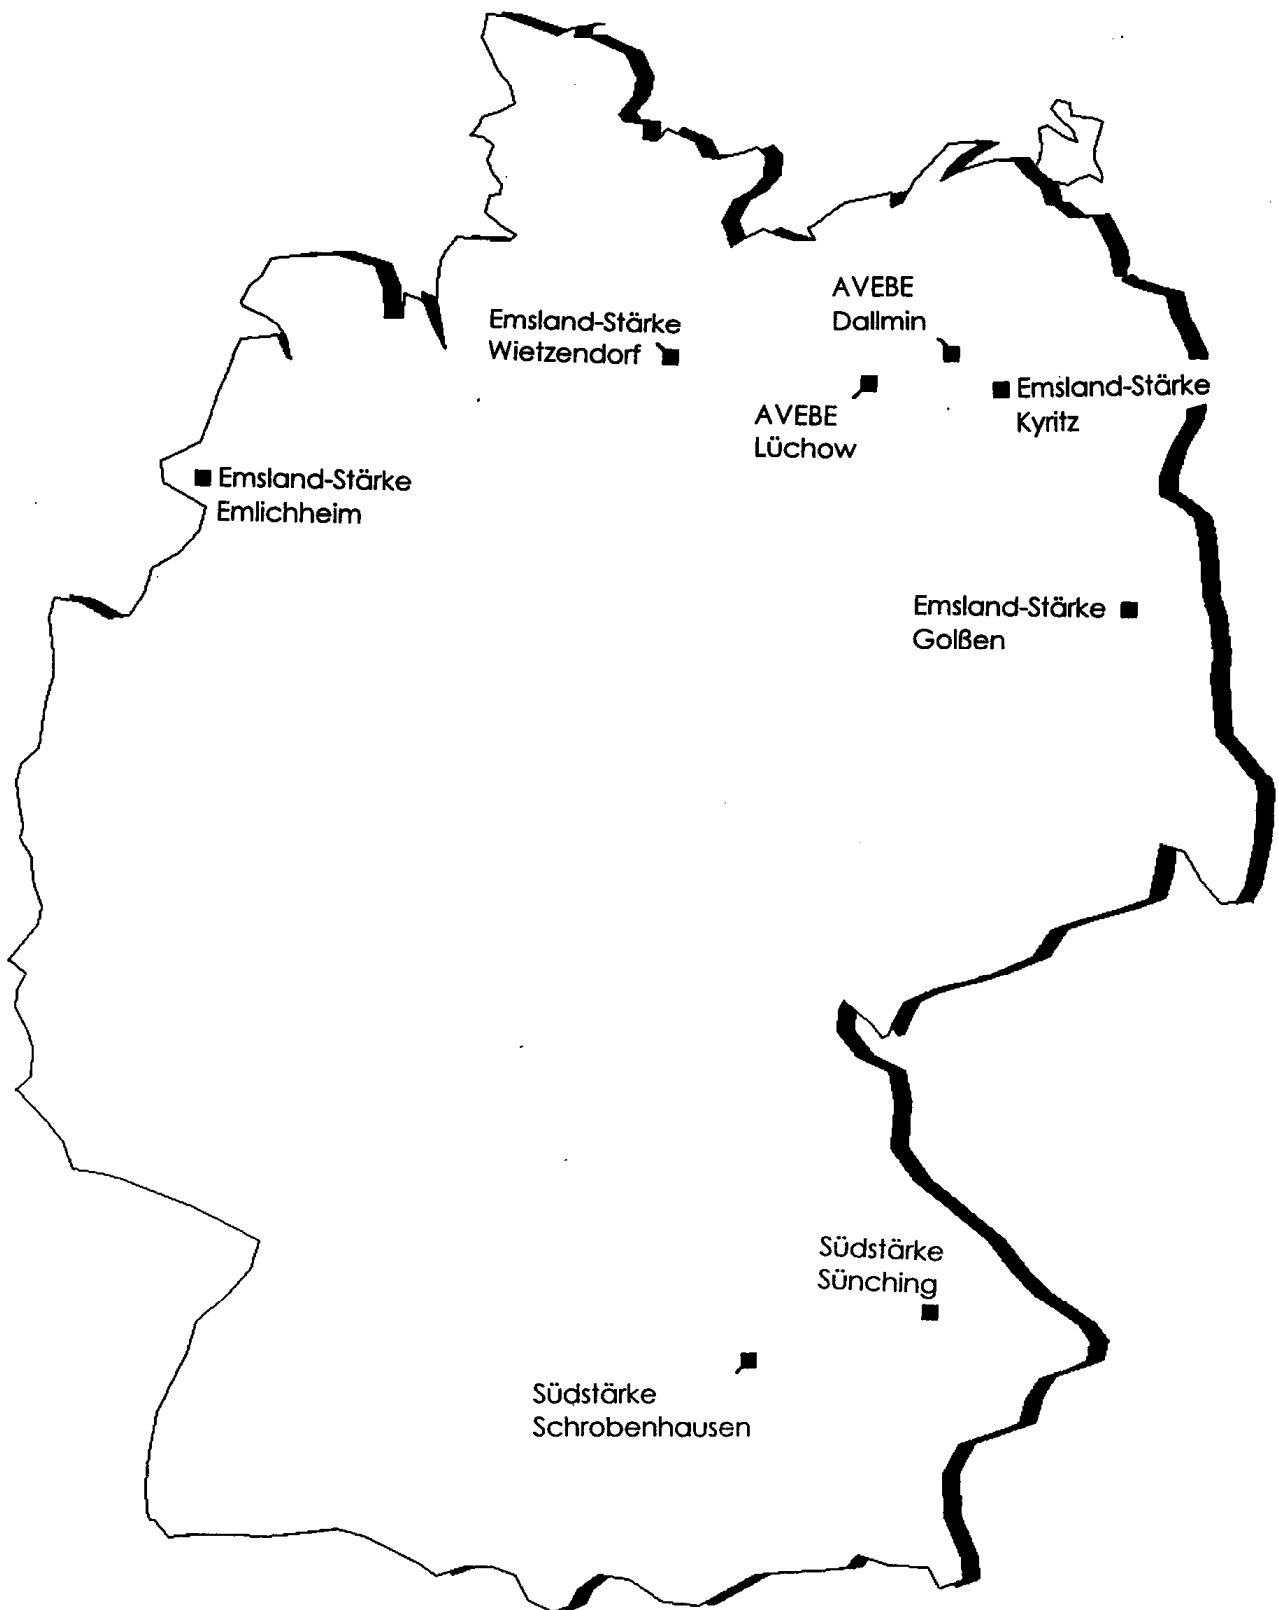 AVEBE
Dallmin
Emsland-Stärke
Wietzendorf
Emsland-Stärke
Kyritz
AVEBE
Lüchow
Emsland-Stärke
Emlichheim
Emsland-Stärke
Golßen
Südstärke
Sünching
Südstärke
Schrobenhausen